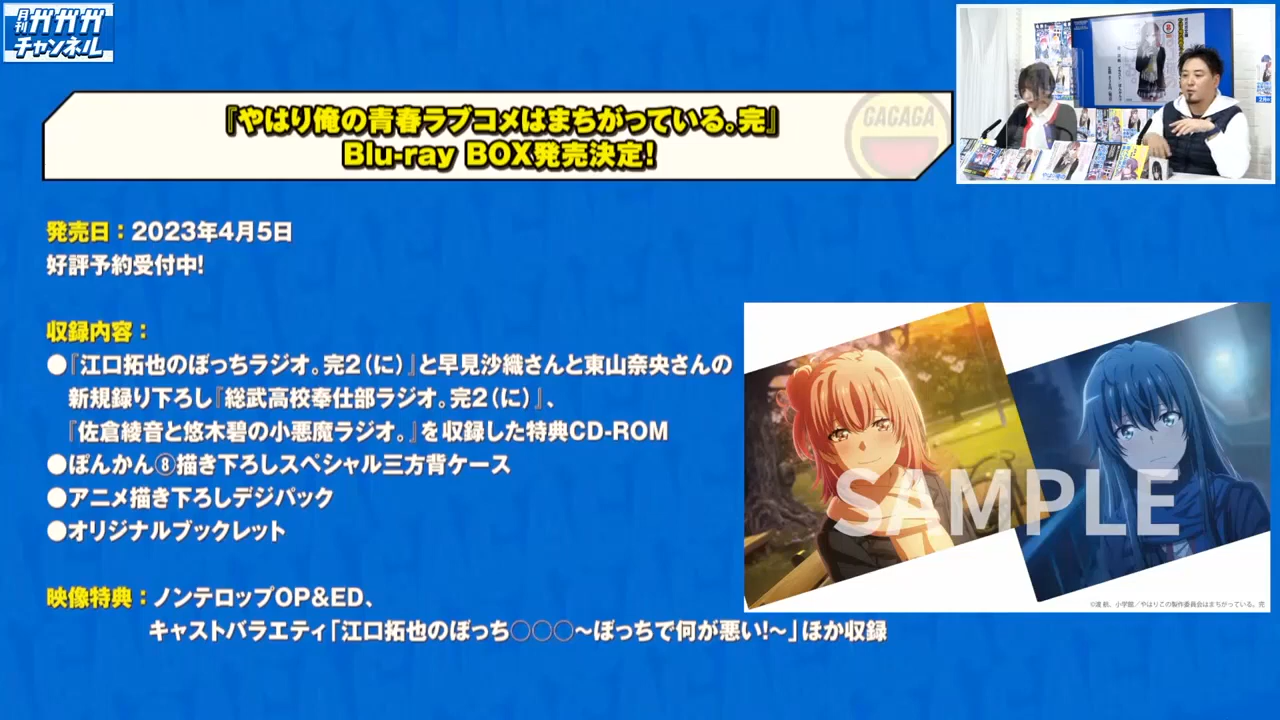 月刊ガガガ
チャンネル
『やはり俺の青春ラブコメはまちがっている。完』
Blu-ray BOX発売決定！
GAGAGA
発売日：2023年4月5日
好評予約受付中！
収録内容：
●『江口拓也のぼっちラジオ。完2（に）』と早見沙織さんと東山奈央さんの
新規録り下ろし『総武高校奉仕部ラジオ。完2（に）』、
『佐倉綾音と悠木碧の小悪魔ラジオ。』を収録した特典CD-ROM
●ぽんかん⑧描き下ろしスペシャル三方背ケース
●アニメ描き下ろしデジパック
●オリジナルブックレット
SAMPLE
©渡 航、小学館／やはりこの製作委員会はまちがっている。完
映像特典：ノンテロップOP&ED、
キャストバラエティ「江口拓也のぼっち○○○～ぼっちで何が悪い！～」ほか収録